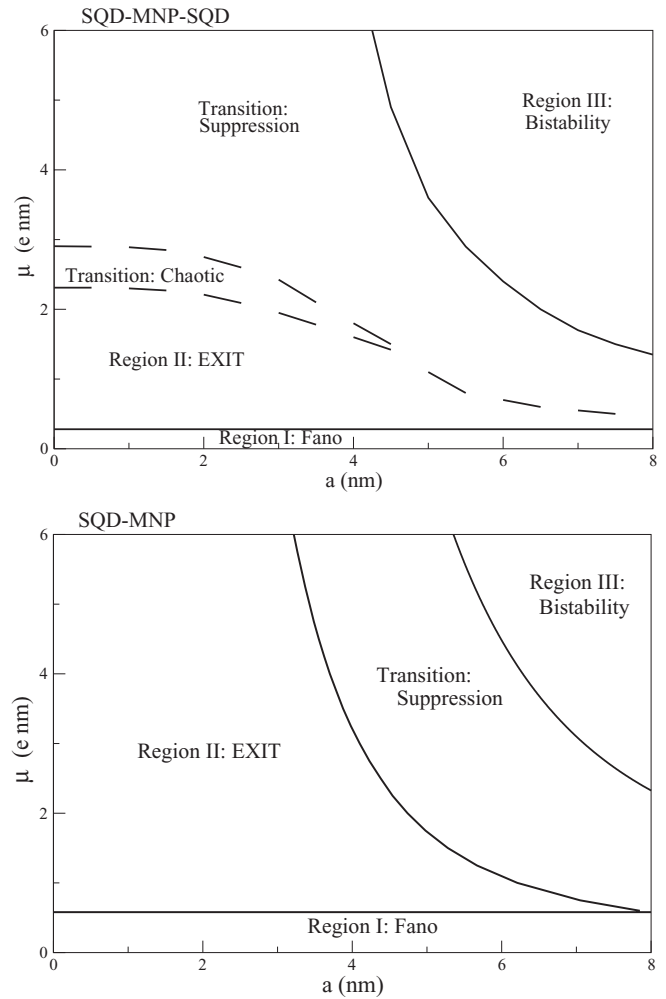 SQD-MNP-SQD
6
Transition:
Suppression
Region III:
Bistability
4
μ (e nm)
Transition: Chaotic
2
Region II: EXIT
Region I: Fano
0
0 2 4 6 8
a (nm)
SQD-MNP
6
Region III:
Bistability
Transition:
Suppression
4
μ (e nm)
Region II: EXIT
2
Region I: Fano
0
0 2 4 6 8
a (nm)